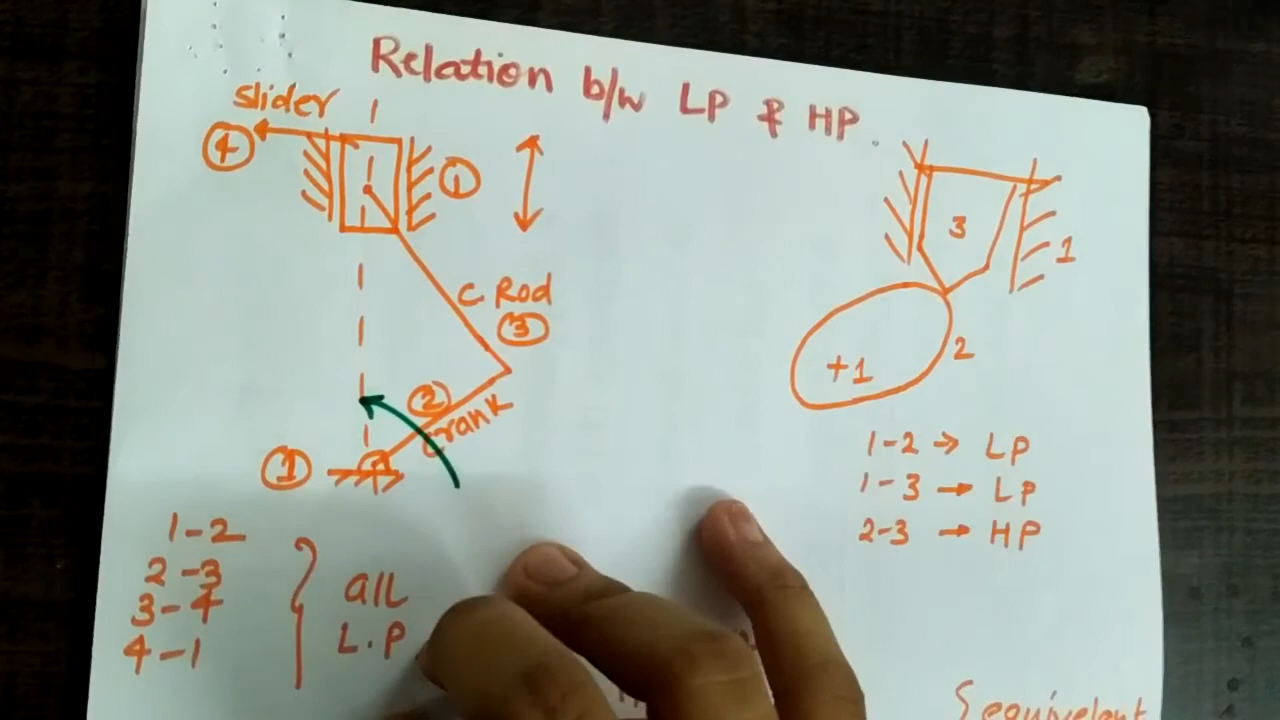 Relation b/w LP & HP.
slider
④
①
C Rod
③
②
crank
①
1-2
2-3
3-4
4-1
all
L.P
3
1
2
+1
1-2 → LP
1-3 → LP
2-3 → HP
equivalent